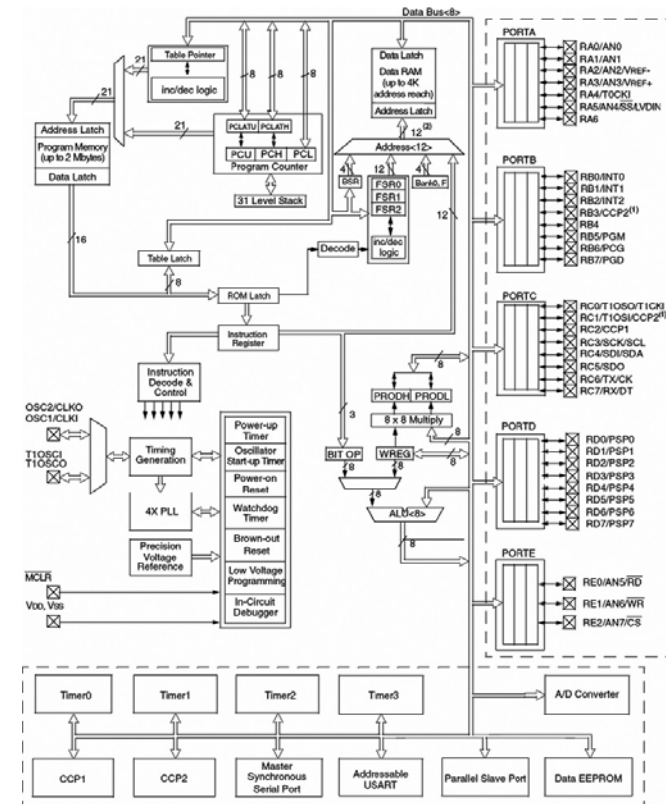 Data Bus<8>
21
Table Pointer
inc/dec logic
21
8
8
8
21
21
PCLATU
PCLATH
PCU
PCH
PCL
Program Counter
31 Level Stack
Address Latch
Program Memory
(up to 2 Mbytes)
Data Latch
16
Data Latch
Data RAM
(up to 4K
address reach)
Address Latch
12 (2)
Address<12>
4
12
4
BSR
FSR0
FSR1
FSR2
Bank0, F
12
inc/dec
logic
Decode
Table Latch
8
ROM Latch
Instruction
Register
Instruction
Decode &
Control
OSC2/CLKO
OSC1/CLKI
T1OSCI
T1OSCO
Timing
Generation
4X PLL
Precision
Voltage
Reference
MCLR
VDD, VSS
Power-up
Timer
Oscillator
Start-up Timer
Power-on
Reset
Watchdog
Timer
Brown-out
Reset
Low Voltage
Programming
In-Circuit
Debugger
3
8
PRODH
PRODL
8 x 8 Multiply
8
BIT OP
WREG
8
8
8
8
ALU<8>
8
PORTA
RA0/AN0
RA1/AN1
RA2/AN2/VREF-
RA3/AN3/VREF+
RA4/T0CKI
RA5/AN4/SS/LVDIN
RA6
PORTB
RB0/INT0
RB1/INT1
RB2/INT2
RB3/CCP2(1)
RB4
RB5/PGM
RB6/PCG
RB7/PGD
PORTC
RC0/T1OSO/T1CKI
RC1/T1OSI/CCP2(1)
RC2/CCP1
RC3/SCK/SCL
RC4/SDI/SDA
RC5/SDO
RC6/TX/CK
RC7/RX/DT
PORTD
RD0/PSP0
RD1/PSP1
RD2/PSP2
RD3/PSP3
RD4/PSP4
RD5/PSP5
RD6/PSP6
RD7/PSP7
PORTE
RE0/AN5/RD
RE1/AN6/WR
RE2/AN7/CS
Timer0
Timer1
Timer2
Timer3
A/D Converter
CCP1
CCP2
Master
Synchronous
Serial Port
Addressable
USART
Parallel Slave Port
Data EEPROM